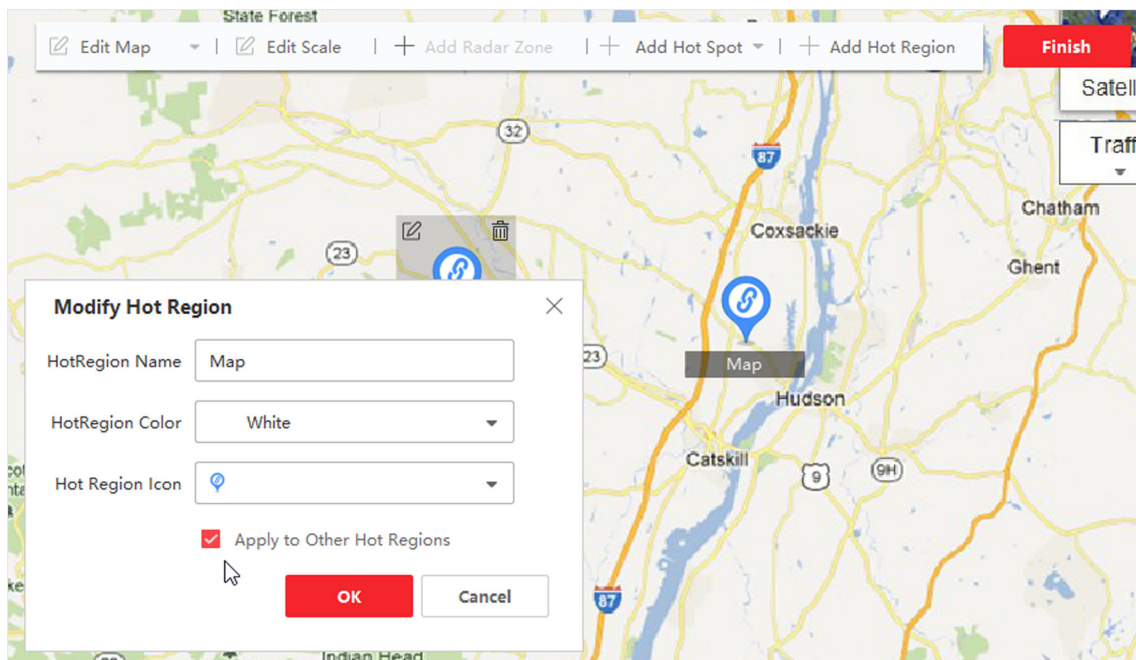 State Forest
Edit Map
Edit Scale
Add Radar Zone
Add Hot Spot
Add Hot Region
Finish
Satell
32
87
Traff
Chatham
23
Coxsackie
Ghent
Modify Hot Region
HotRegion Name
Map
23
Map
HotRegion Color
White
Hudson
Catskill
9
9H
Hot Region Icon
Apply to Other Hot Regions
OK
Cancel
87
Indian Head